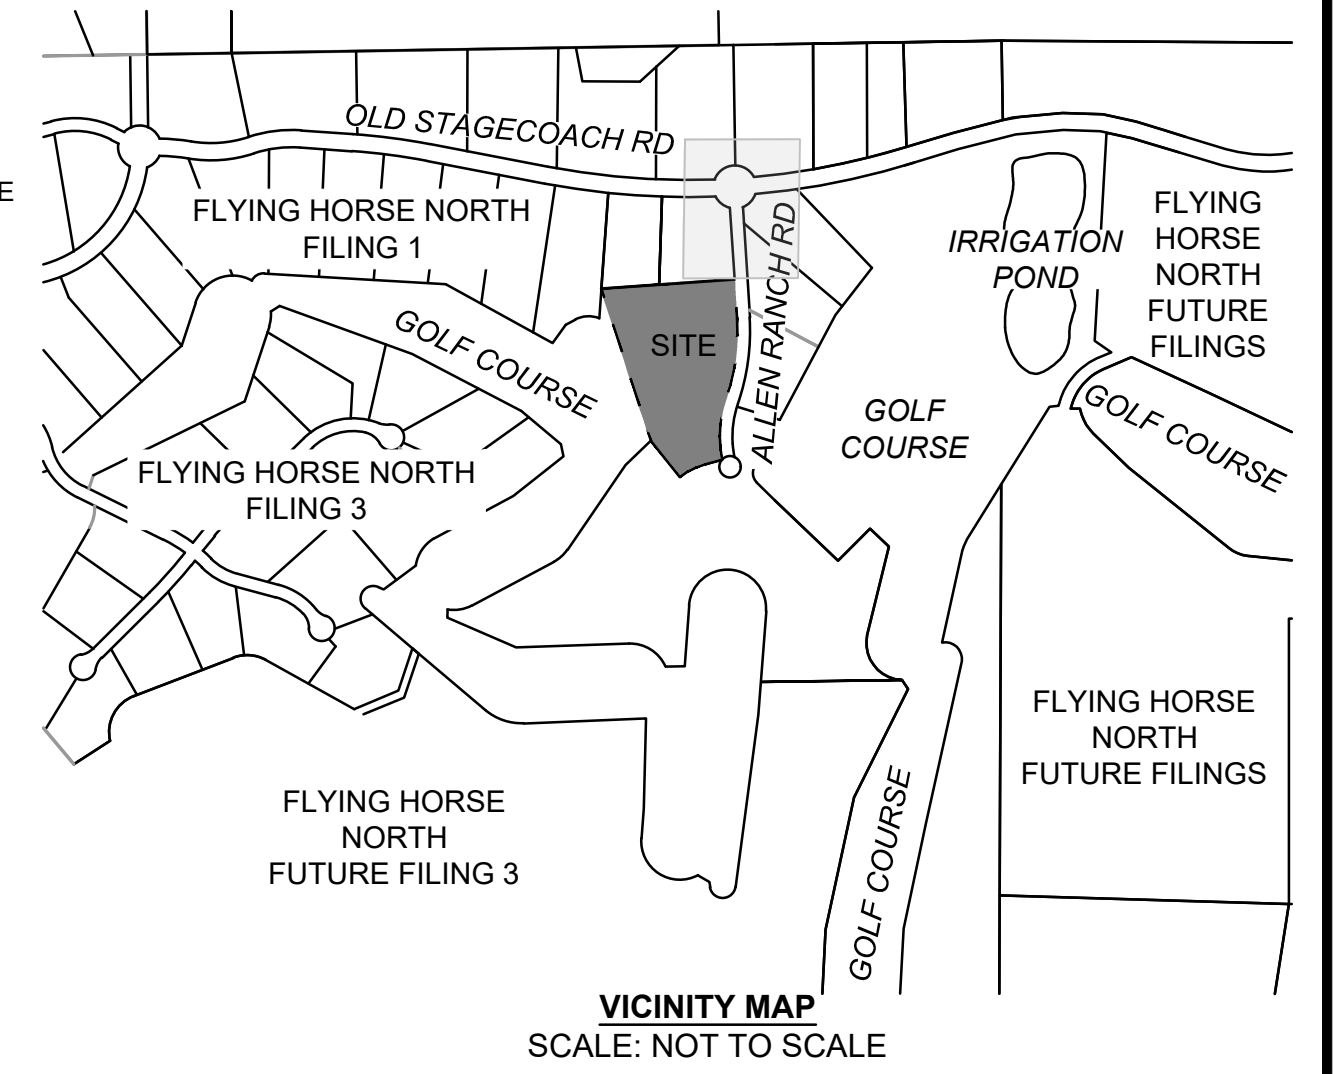 OLD STAGECOACH RD
E
FLYING HORSE NORTH
FILING 1
ALLEN RANCH RD
IRRIGATION
POND
FLYING
HORSE
NORTH
FUTURE
FILINGS
GOLF COURSE
SITE
GOLF
COURSE
GOLF COURSE
FLYING HORSE NORTH
FILING 3
FLYING HORSE
NORTH
FUTURE FILINGS
FLYING HORSE
NORTH
FUTURE FILING 3
GOLF COURSE
VICINITY MAP
SCALE: NOT TO SCALE